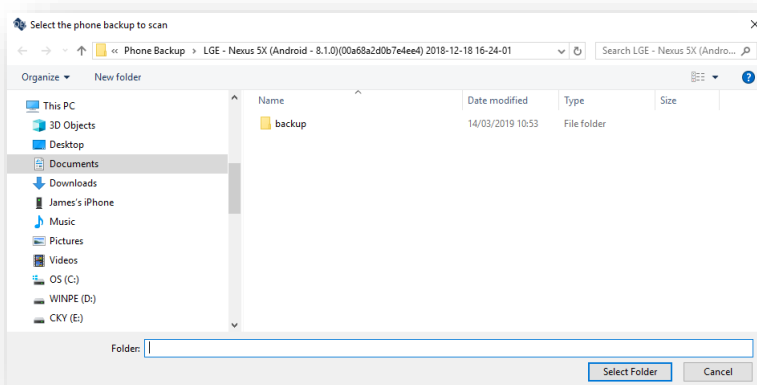 Select the phone backup to scan
« Phone Backup > LGE - Nexus 5X (Android - 8.1.0)(00a68a2d0b7e4ee4) 2018-12-18 16-24-01
Search LGE - Nexus 5X (Andro...
Organize
New folder
?
Name
Date modified
Type
Size
backup
14/03/2019 10:53
File folder
This PC
3D Objects
Desktop
Documents
Downloads
James's iPhone
Music
Pictures
Videos
OS (C:)
WINPE (D:)
CKY (E:)
Folder:
Select Folder
Cancel